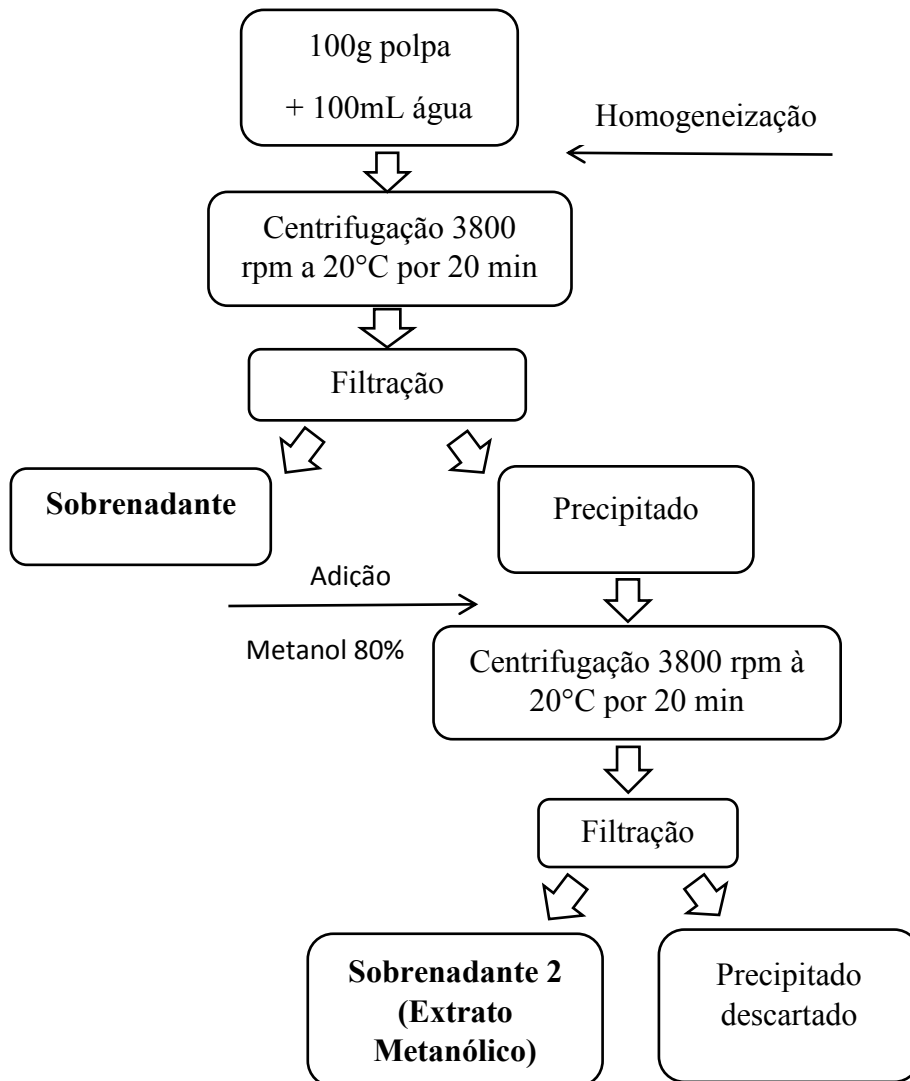 100g polpa
+ 100mL água
Homogeneização
Centrifugação 3800
rpm a 20°C por 20 min
Filtração
Sobrenadante
Precipitado
Adição
Metanol 80%
Centrifugação 3800 rpm à
20°C por 20 min
Filtração
Sobrenadante 2
(Extrato
Metanólico)
Precipitado
descartado